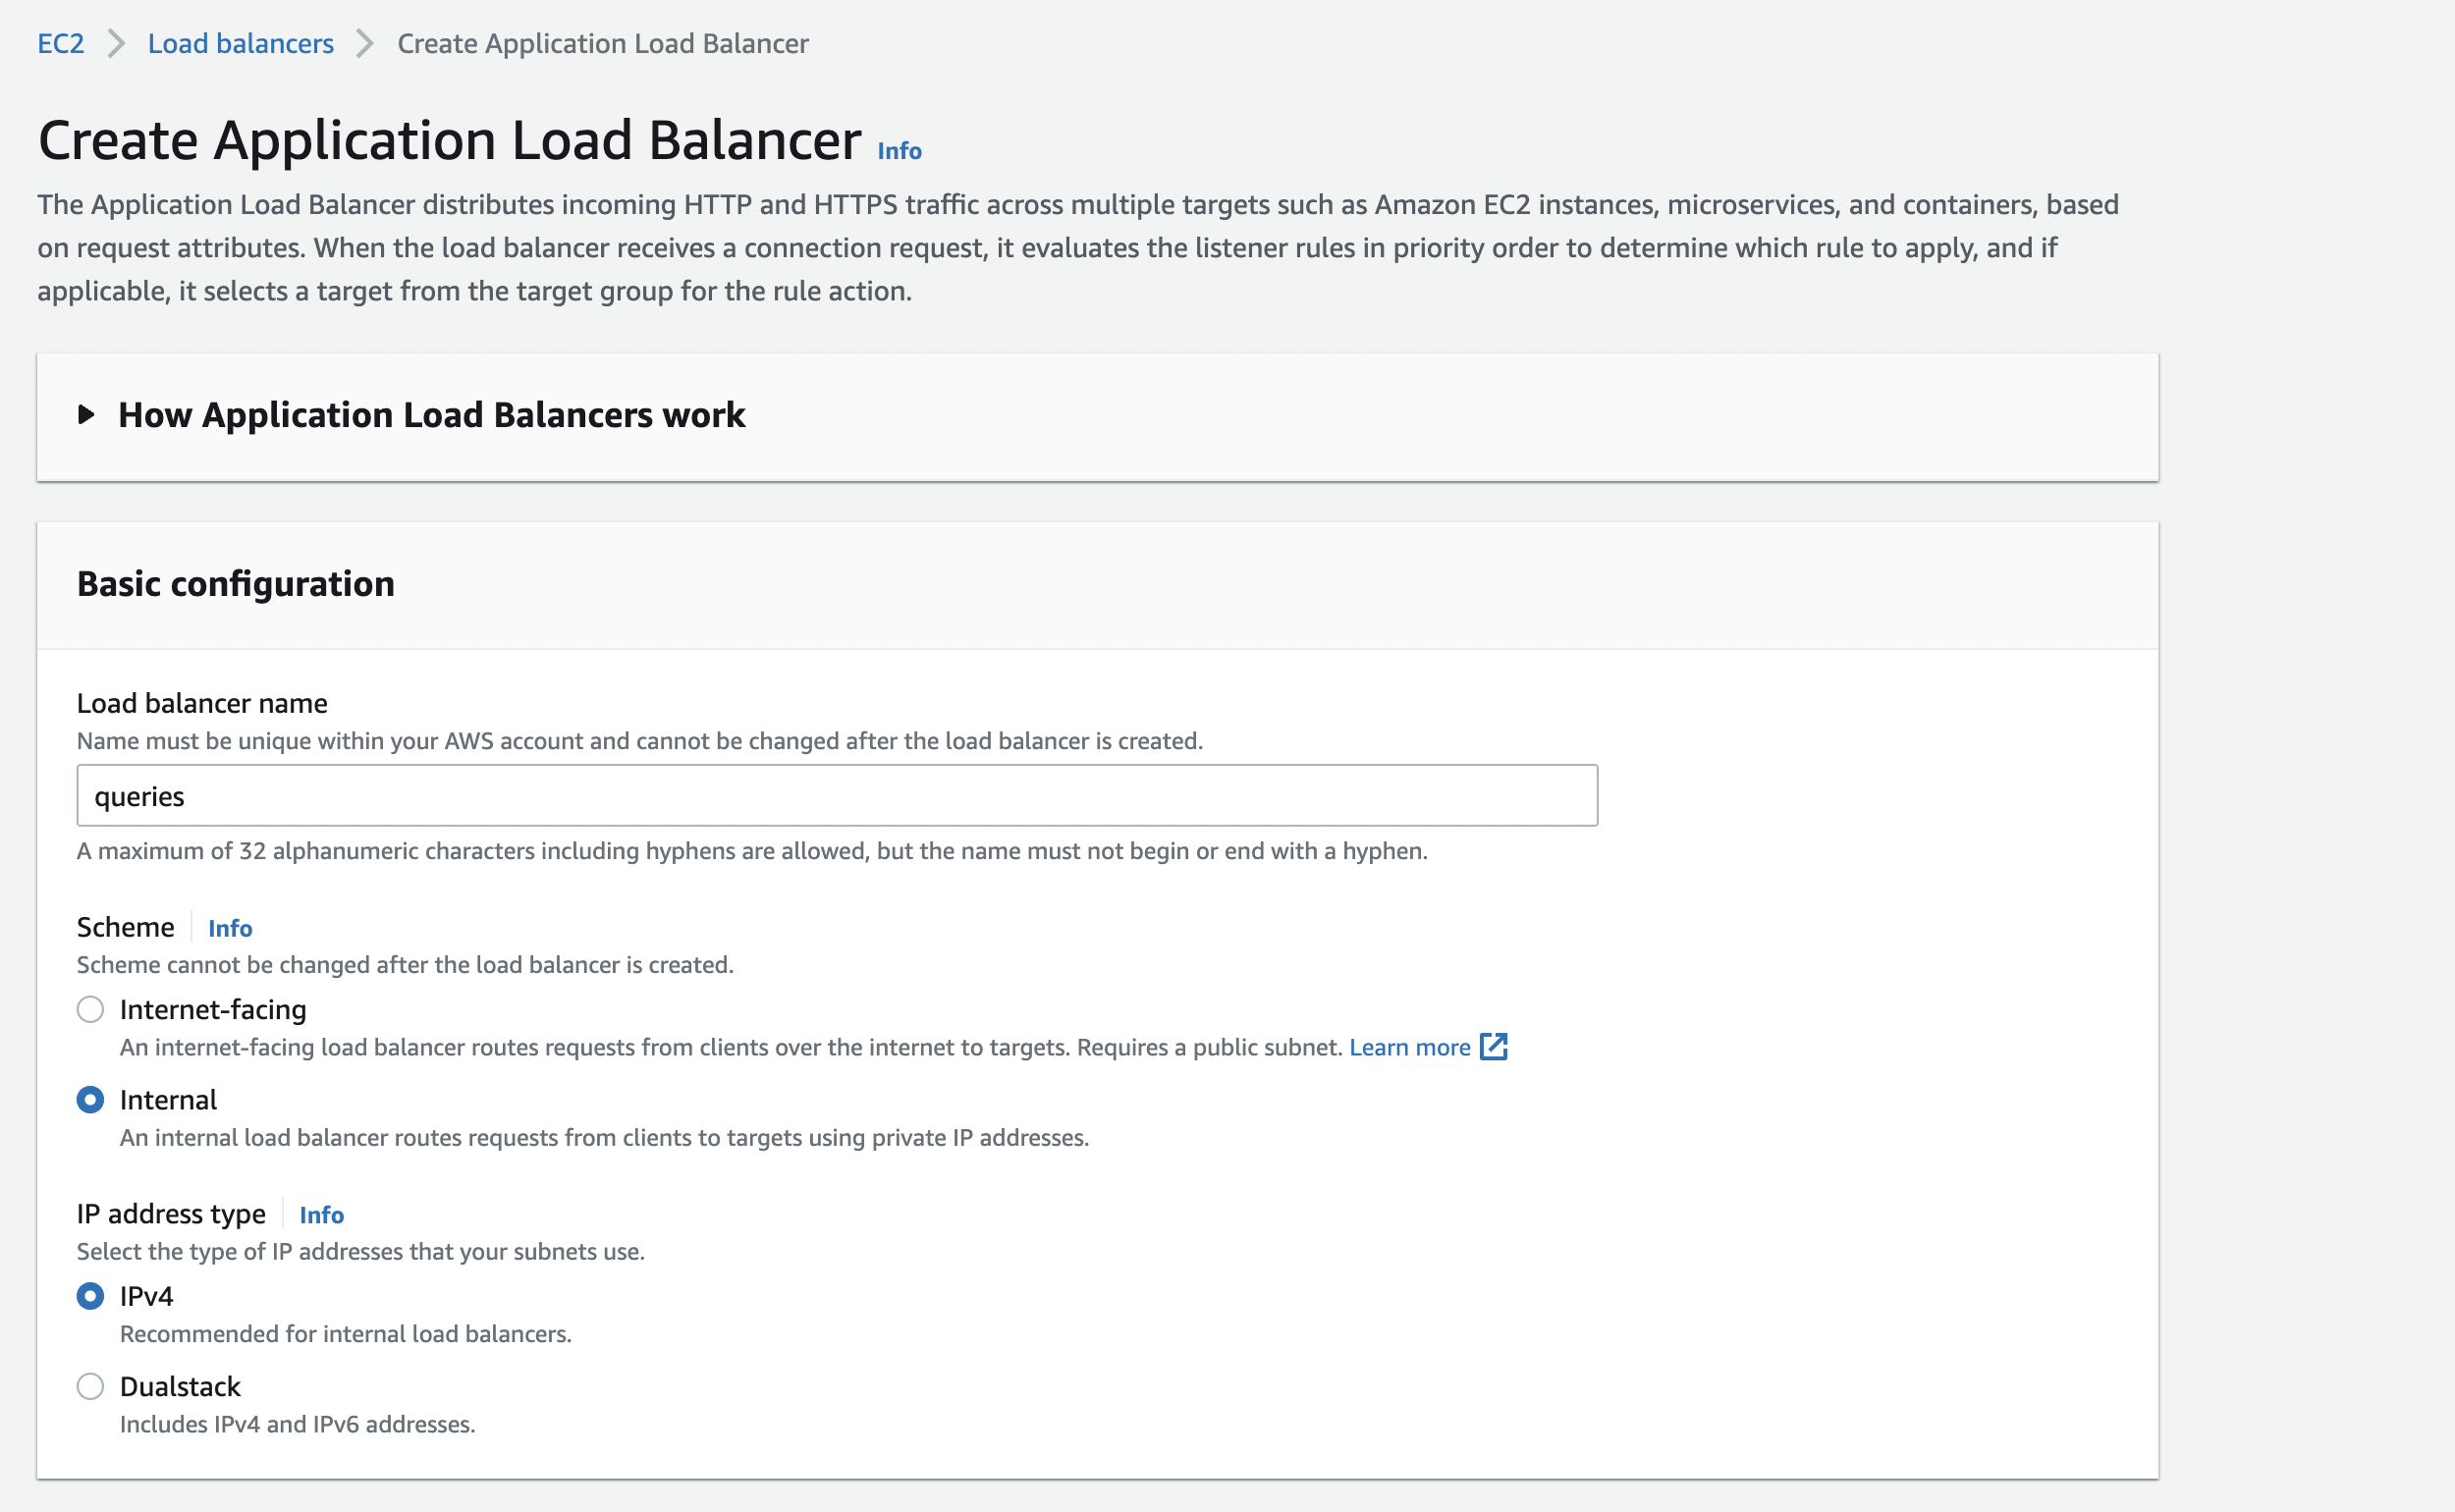 EC2 Load balancers Create Application Load Balancer
Create Application Load Balancer Info
The Application Load Balancer distributes incoming HTTP and HTTPS traffic across multiple targets such as Amazon EC2 instances, microservices, and containers, based
on request attributes. When the load balancer receives a connection request, it evaluates the listener rules in priority order to determine which rule to apply, and if
applicable, it selects a target from the target group for the rule action.
How Application Load Balancers work
Basic configuration
Load balancer name
Name must be unique within your AWS account and cannot be changed after the load balancer is created.
queries
A maximum of 32 alphanumeric characters including hyphens are allowed, but the name must not begin or end with a hyphen.
Scheme Info
Scheme cannot be changed after the load balancer is created.
Internet-facing
An internet-facing load balancer routes requests from clients over the internet to targets. Requires a public subnet. Learn more
Internal
An internal load balancer routes requests from clients to targets using private IP addresses.
IP address type Info
Select the type of IP addresses that your subnets use.
IPv4
Recommended for internal load balancers.
Dualstack
Includes IPv4 and IPv6 addresses.